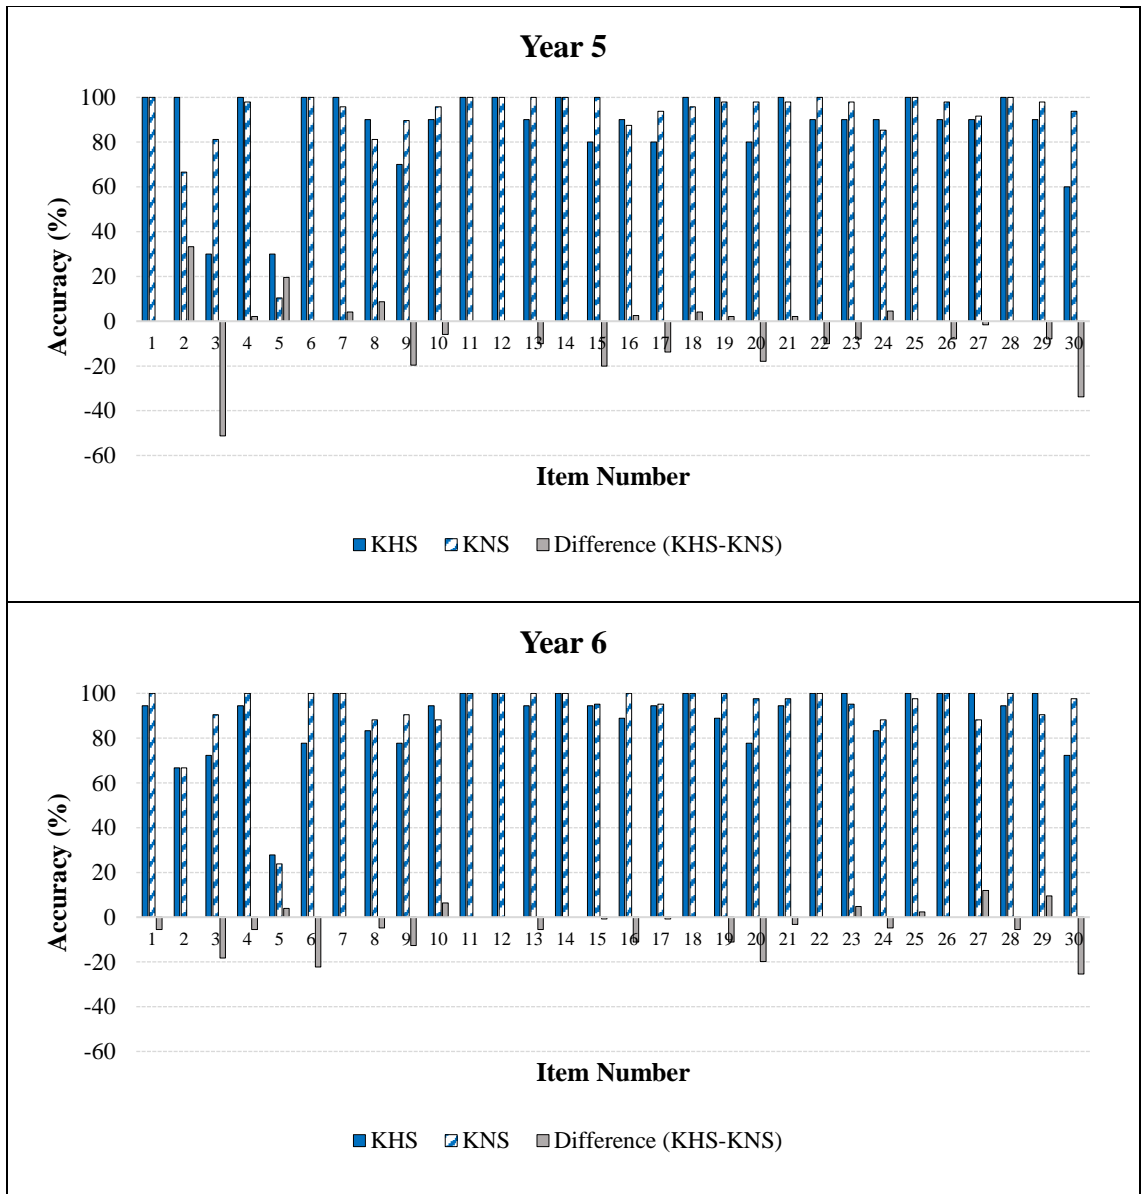 Year 5
100
80
60
40
20
0
-20
-40
-60
Accuracy (%)
1 2 3 4 5 6 7 8 9 10 11 12 13 14 15 16 17 18 19 20 21 22 23 24 25 26 27 28 29 30
Item Number
KHS KNS Difference (KHS-KNS)
Year 6
100
80
60
40
20
0
-20
-40
-60
Accuracy (%)
1 2 3 4 5 6 7 8 9 10 11 12 13 14 15 16 17 18 19 20 21 22 23 24 25 26 27 28 29 30
Item Number
KHS KNS Difference (KHS-KNS)